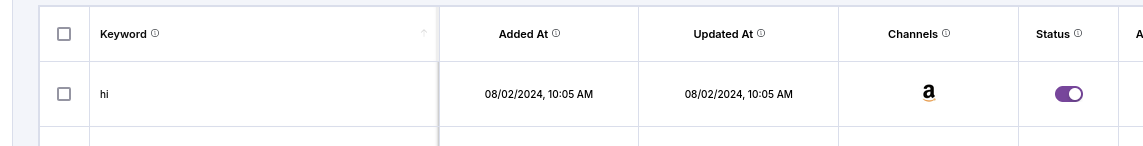 Keyword Added At Updated At Channels Status A
hi 08/02/2024, 10:05 AM 08/02/2024, 10:05 AM a